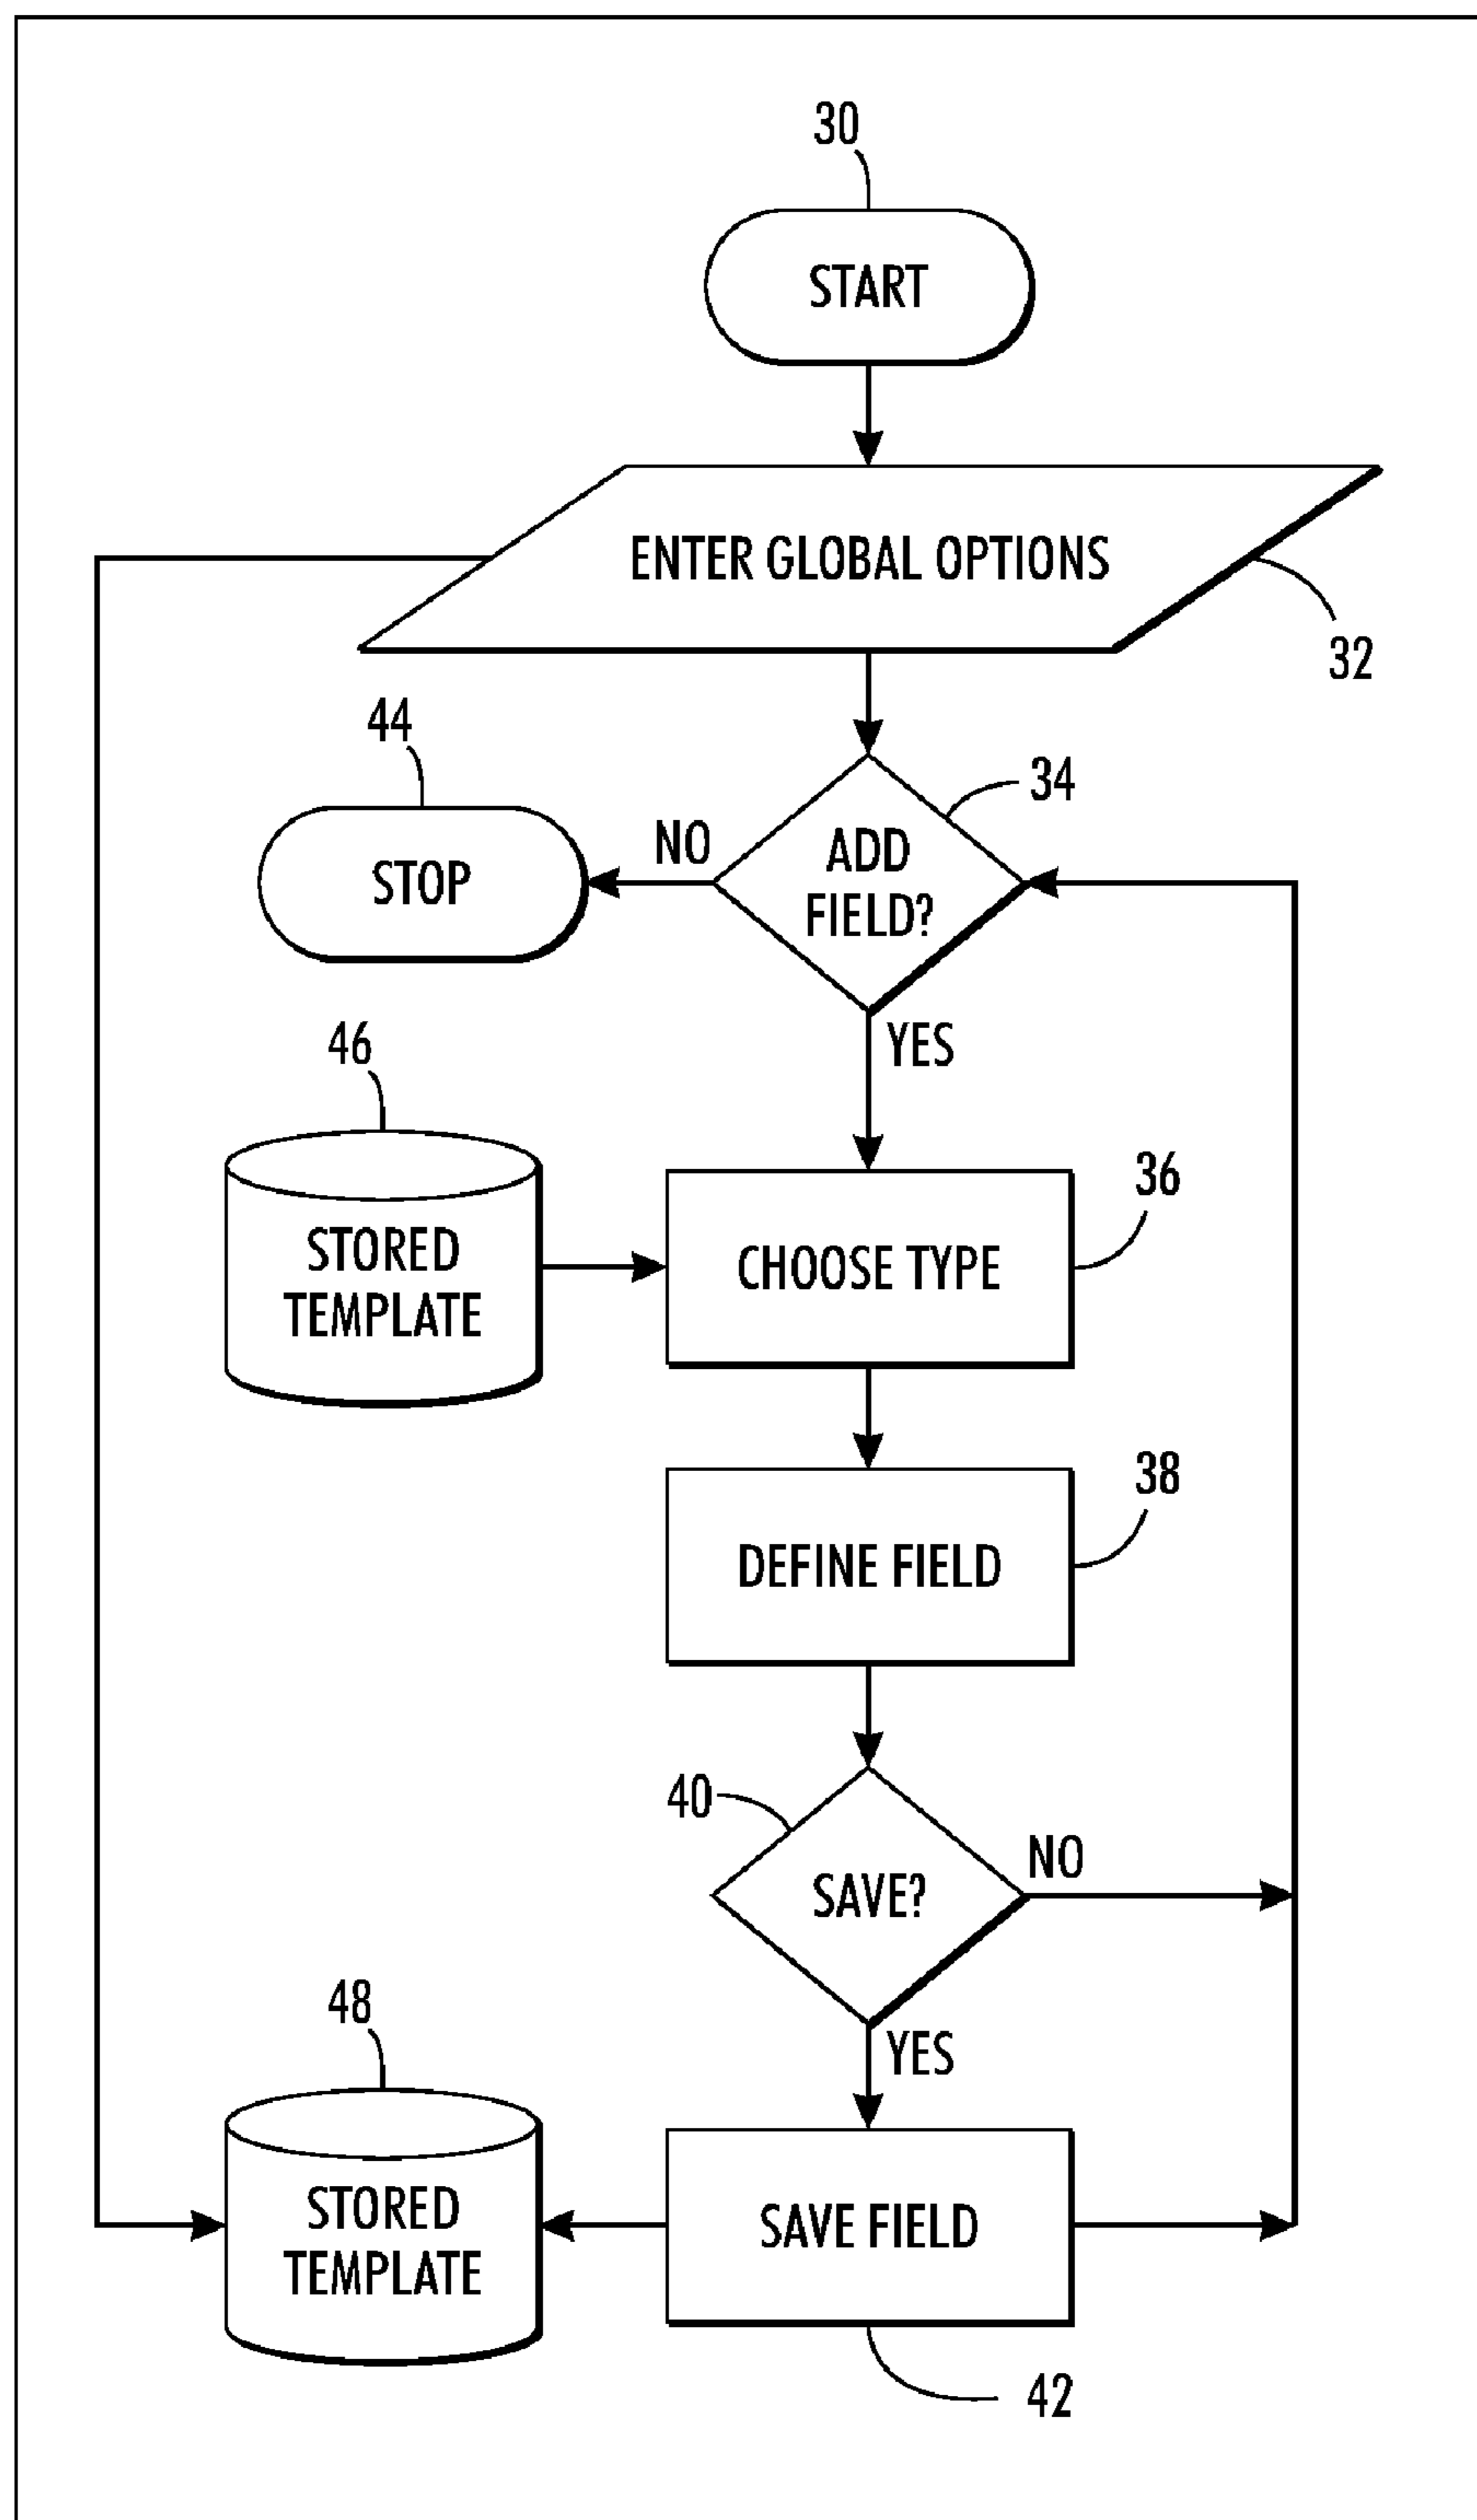 30
START
ENTER GLOBAL OPTIONS
32
44
34
STOP
NO
ADD
FIELD?
YES
46
STORED
TEMPLATE
36
CHOOSE TYPE
38
DEFINE FIELD
40
SAVE?
NO
YES
48
STORED
TEMPLATE
SAVE FIELD
42